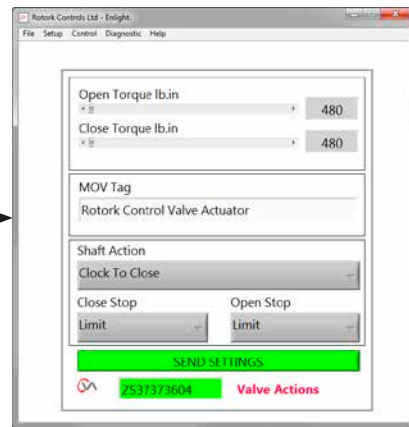 Rotork Controls Ltd - Enlight.
File Setup Control Diagnostic Help
Open Torque lb.in
480
Close Torque lb.in
480
MOV Tag
Rotork Control Valve Actuator
Shaft Action
Clock To Close
Close Stop Open Stop
Limit Limit
SEND SETTINGS
Z537373604 Valve Actions